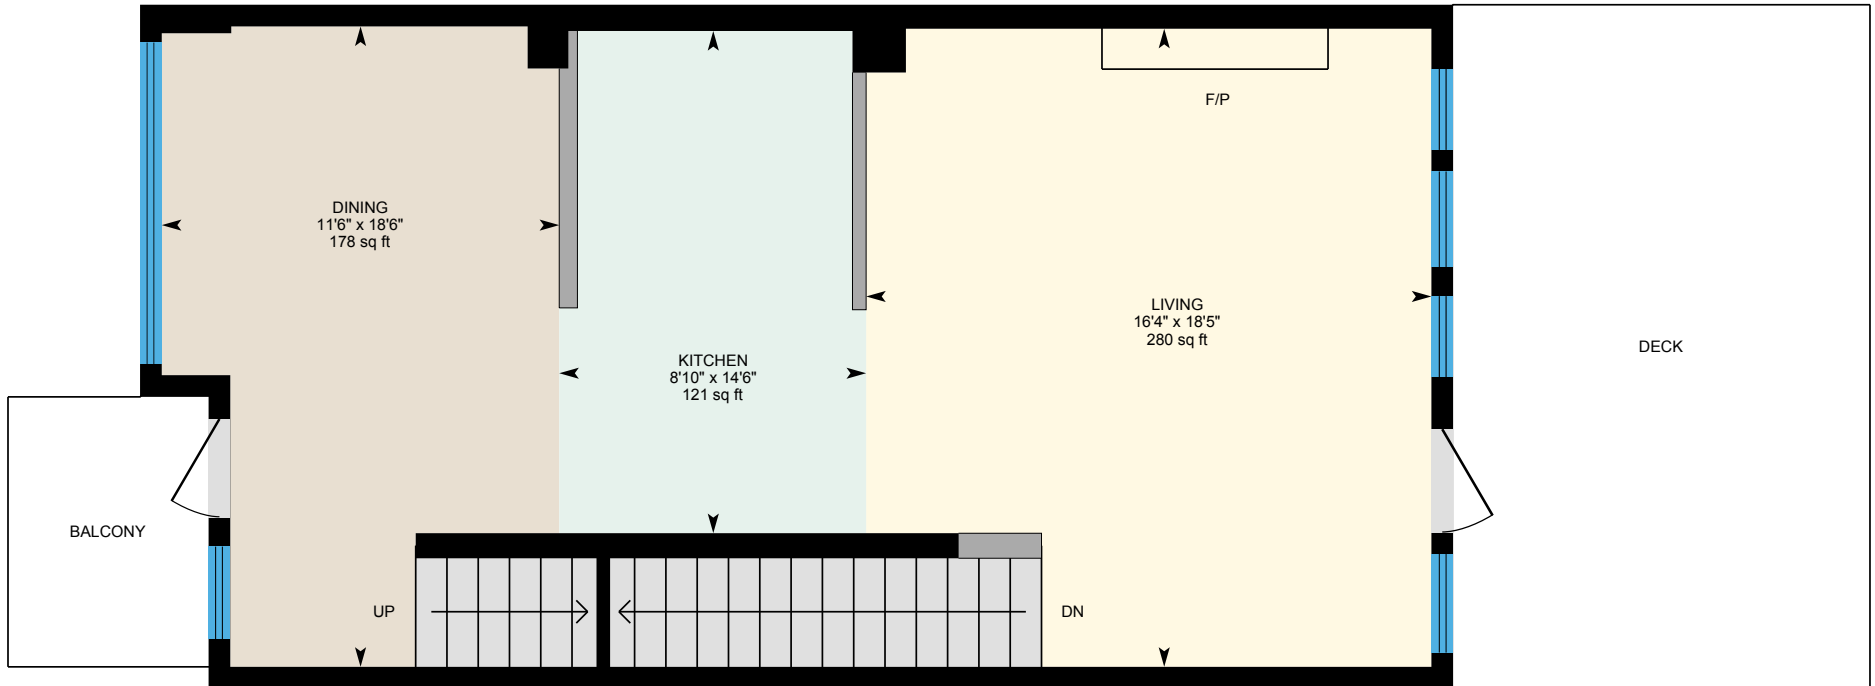 F/P
DINING
11'6" x 18'6"
178 sq ft
LIVING
16'4" x 18'5"
280 sq ft
DECK
KITCHEN
8'10" x 14'6"
121 sq ft
BALCONY
UP
DN